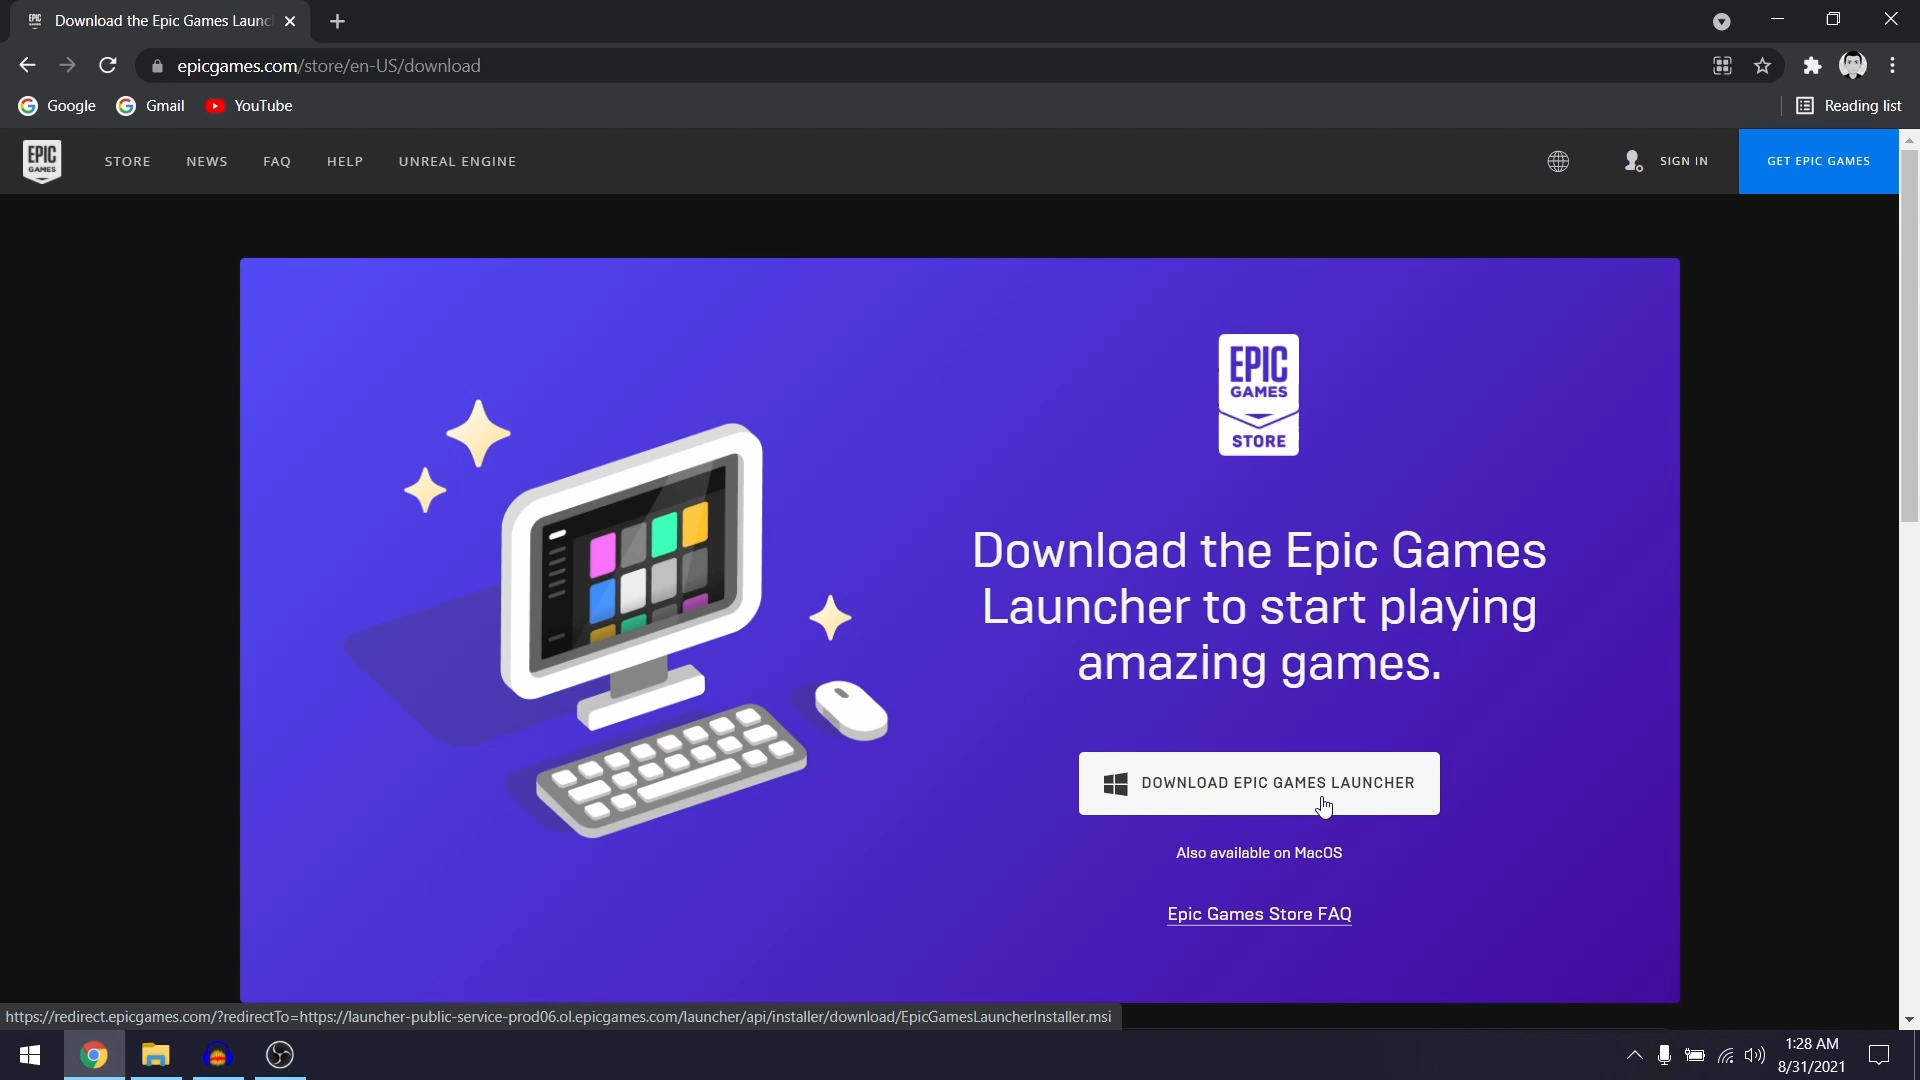 Download the Epic Games Launc
epicgames.com/store/en-US/download
Google Gmail YouTube Reading list
EPIC GAMES STORE NEWS FAQ HELP UNREAL ENGINE SIGN IN GET EPIC GAMES
EPIC
GAMES
STORE
Download the Epic Games
Launcher to start playing
amazing games.
DOWNLOAD EPIC GAMES LAUNCHER
Also available on MacOS
Epic Games Store FAQ
https://redirect.epicgames.com/?redirectTo=https://launcher-public-service-prod06.ol.epicgames.com/launcher/api/installer/download/EpicGamesLauncherInstaller.msi
1:28 AM
8/31/2021